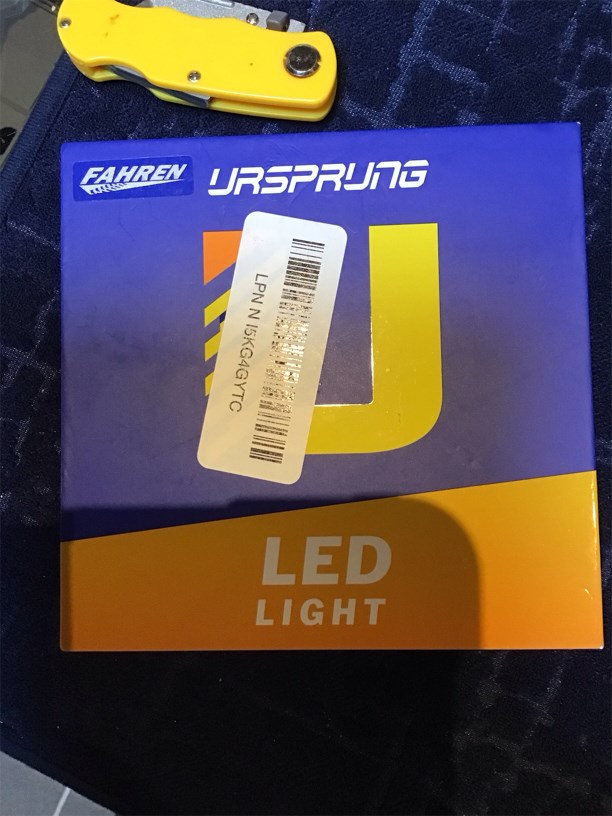 FAHREN
URSPRUNG
LPN N I5KG4GYTC
LED
LIGHT